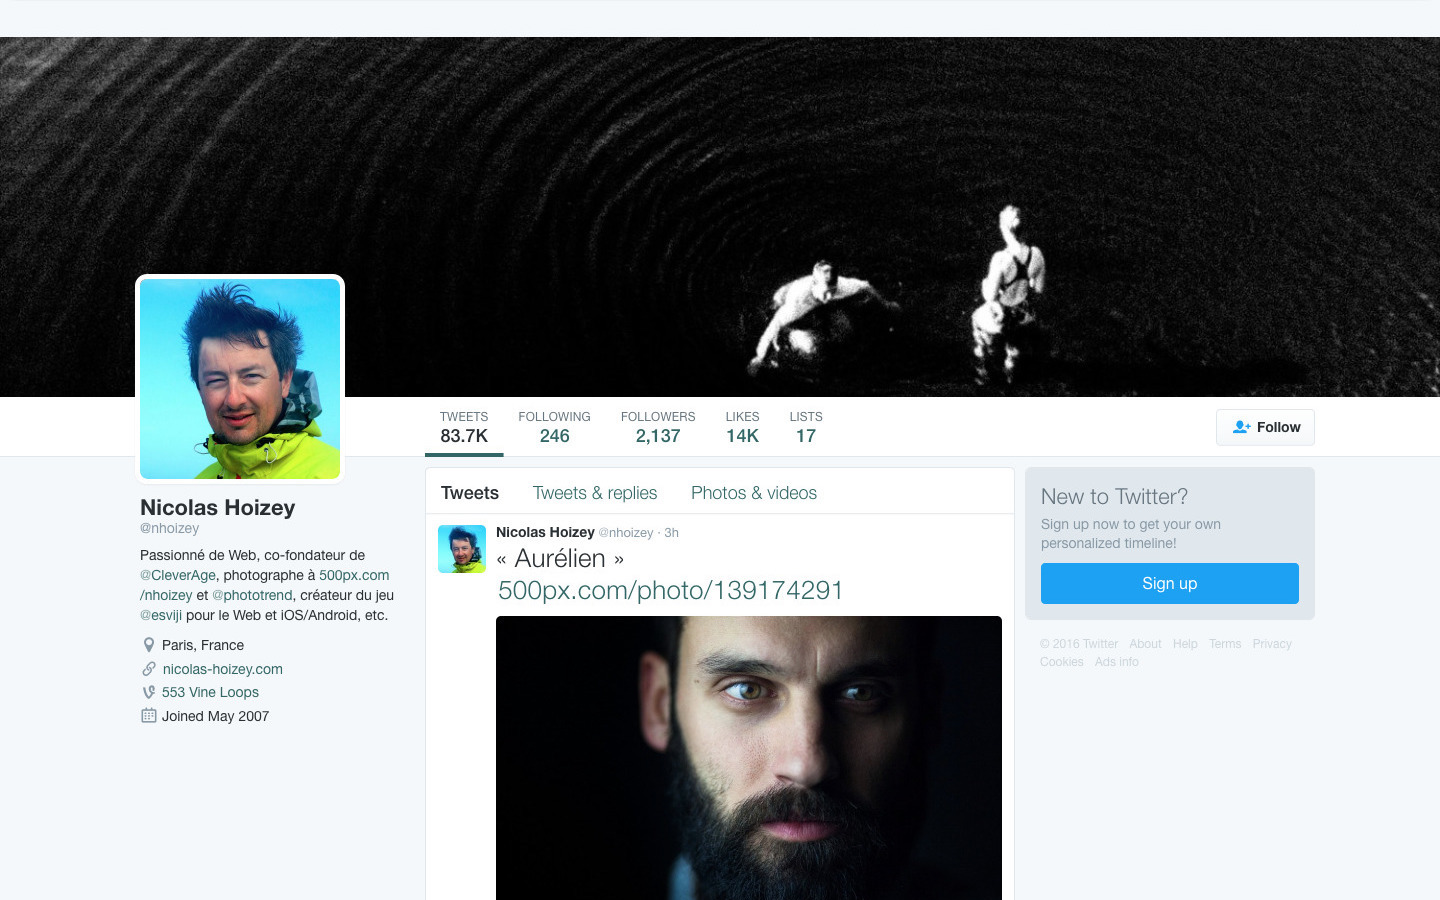 TWEETS
83.7K
FOLLOWING
246
FOLLOWERS
2,137
LIKES
14K
LISTS
17
Follow
Nicolas Hoizey
@nhoizey
Passionné de Web, co-fondateur de
@CleverAge, photographe à 500px.com
/nhoizey et @phototrend, créateur du jeu
@esviji pour le Web et iOS/Android, etc.
Paris, France
nicolas-hoizey.com
553 Vine Loops
Joined May 2007
Tweets
Tweets & replies
Photos & videos
Nicolas Hoizey @nhoizey · 3h
« Aurélien »
500px.com/photo/139174291
New to Twitter?
Sign up now to get your own
personalized timeline!
Sign up
© 2016 Twitter About Help Terms Privacy
Cookies Ads info